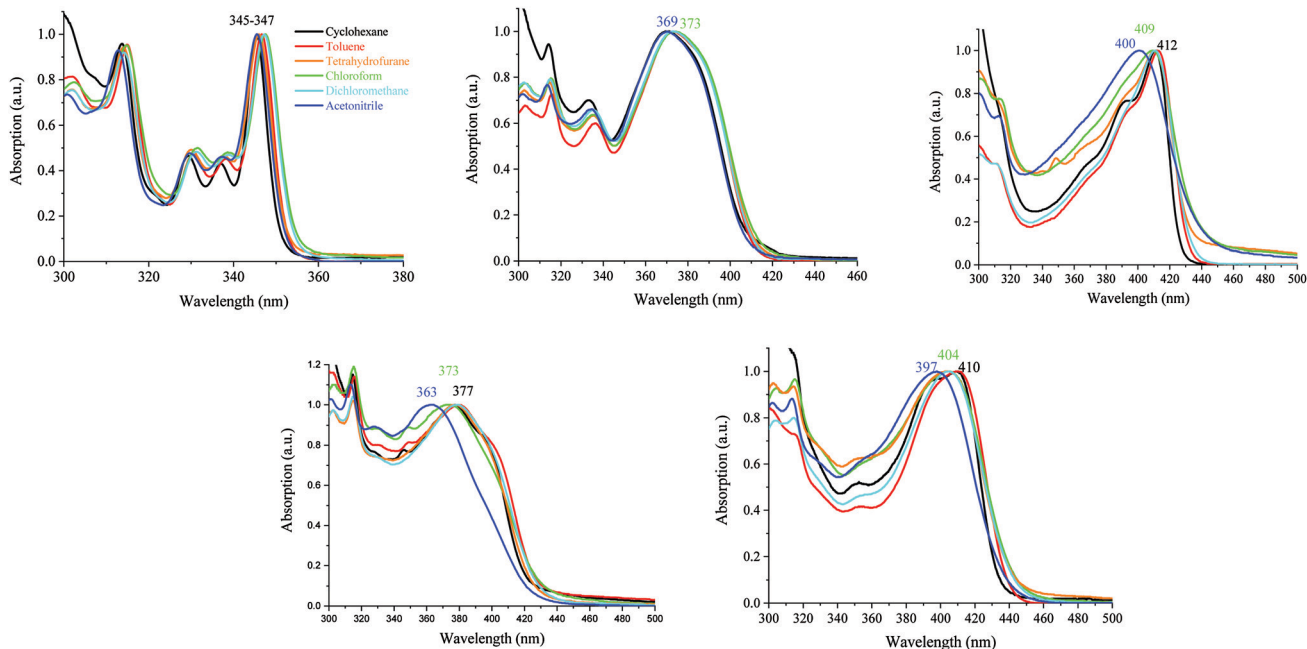 345-347
Cyclohexane
Toluene
Tetrahydrofurane
Chloroform
Dichloromethane
Acetonitrile
Absorption (a.u.)
1.0
0.8
0.6
0.4
0.2
0.0
300 320 340 360 380
Wavelength (nm)
369 373
Absorption (a.u.)
1.0
0.8
0.6
0.4
0.2
0.0
300 320 340 360 380 400 420 440 460
Wavelength (nm)
409
400 412
Absorption (a.u.)
1.0
0.8
0.6
0.4
0.2
0.0
300 320 340 360 380 400 420 440 460 480 500
Wavelength (nm)
373
363 377
Absorption (a.u.)
1.2
1.0
0.8
0.6
0.4
0.2
0.0
300 320 340 360 380 400 420 440 460 480 500
Wavelength (nm)
404
397 410
Absorption (a.u.)
1.0
0.8
0.6
0.4
0.2
0.0
300 320 340 360 380 400 420 440 460 480 500
Wavelength (nm)